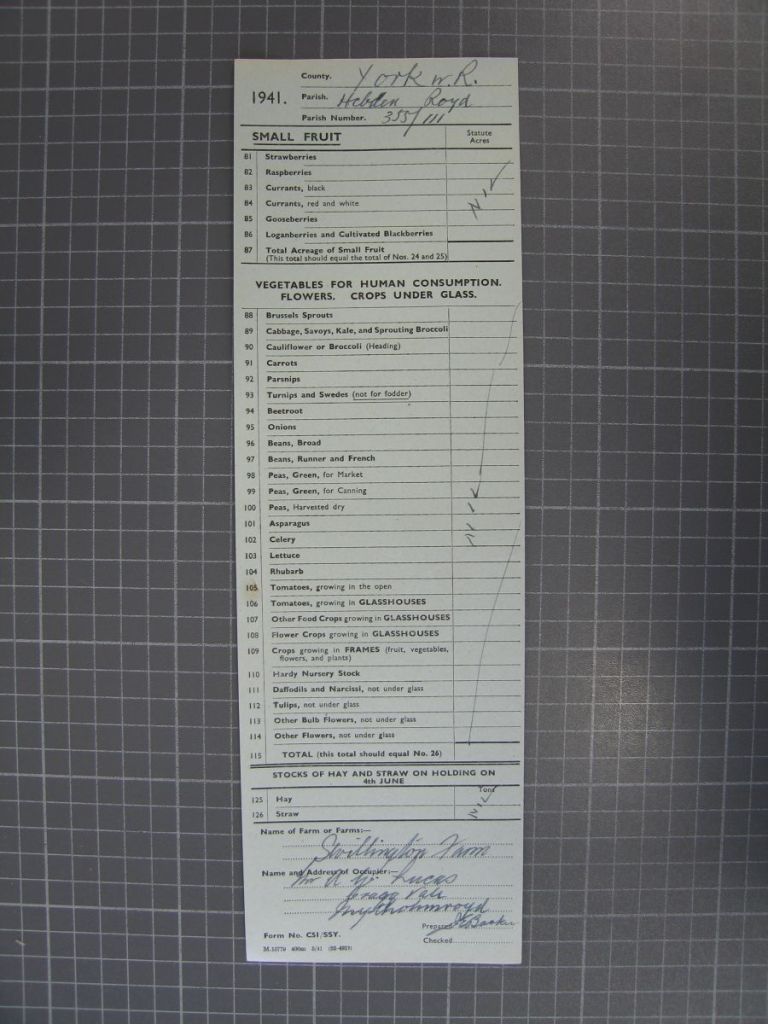 County. York W.R.
1941. Parish. Hebden Royd
Parish Number. 355/111
SMALL FRUIT Statute Acres
81 Strawberries
82 Raspberries
83 Currants, black
84 Currants, red and white
85 Gooseberries
86 Loganberries and Cultivated Blackberries
87 Total Acreage of Small Fruit
(This total should equal the total of Nos. 24 and 25)
Nil
VEGETABLES FOR HUMAN CONSUMPTION.
FLOWERS. CROPS UNDER GLASS.
88 Brussels Sprouts
89 Cabbage, Savoys, Kale, and Sprouting Broccoli
90 Cauliflower or Broccoli (Heading)
91 Carrots
92 Parsnips
93 Turnips and Swedes (not for fodder)
94 Beetroot
95 Onions
96 Beans, Broad
97 Beans, Runner and French
98 Peas, Green, for Market
99 Peas, Green, for Canning
100 Peas, Harvested dry
101 Asparagus
102 Celery
103 Lettuce
104 Rhubarb
105 Tomatoes, growing in the open
106 Tomatoes, growing in GLASSHOUSES
107 Other Food Crops growing in GLASSHOUSES
108 Flower Crops growing in GLASSHOUSES
109 Crops growing in FRAMES (fruit, vegetables,
flowers, and plants)
110 Hardy Nursery Stock
111 Daffodils and Narcissi, not under glass
112 Tulips, not under glass
113 Other Bulb Flowers, not under glass
114 Other Flowers, not under glass
115 TOTAL (this total should equal No. 26)
STOCKS OF HAY AND STRAW ON HOLDING ON
4th JUNE
Tons
125 Hay
126 Straw
Nil
Name of Farm or Farms:—
Swillington Farm
Name and Address of Occupier:—
Lucas
Cragg Vale
Mytholmroyd
Prepared
Form No. C51/SSY.
Checked